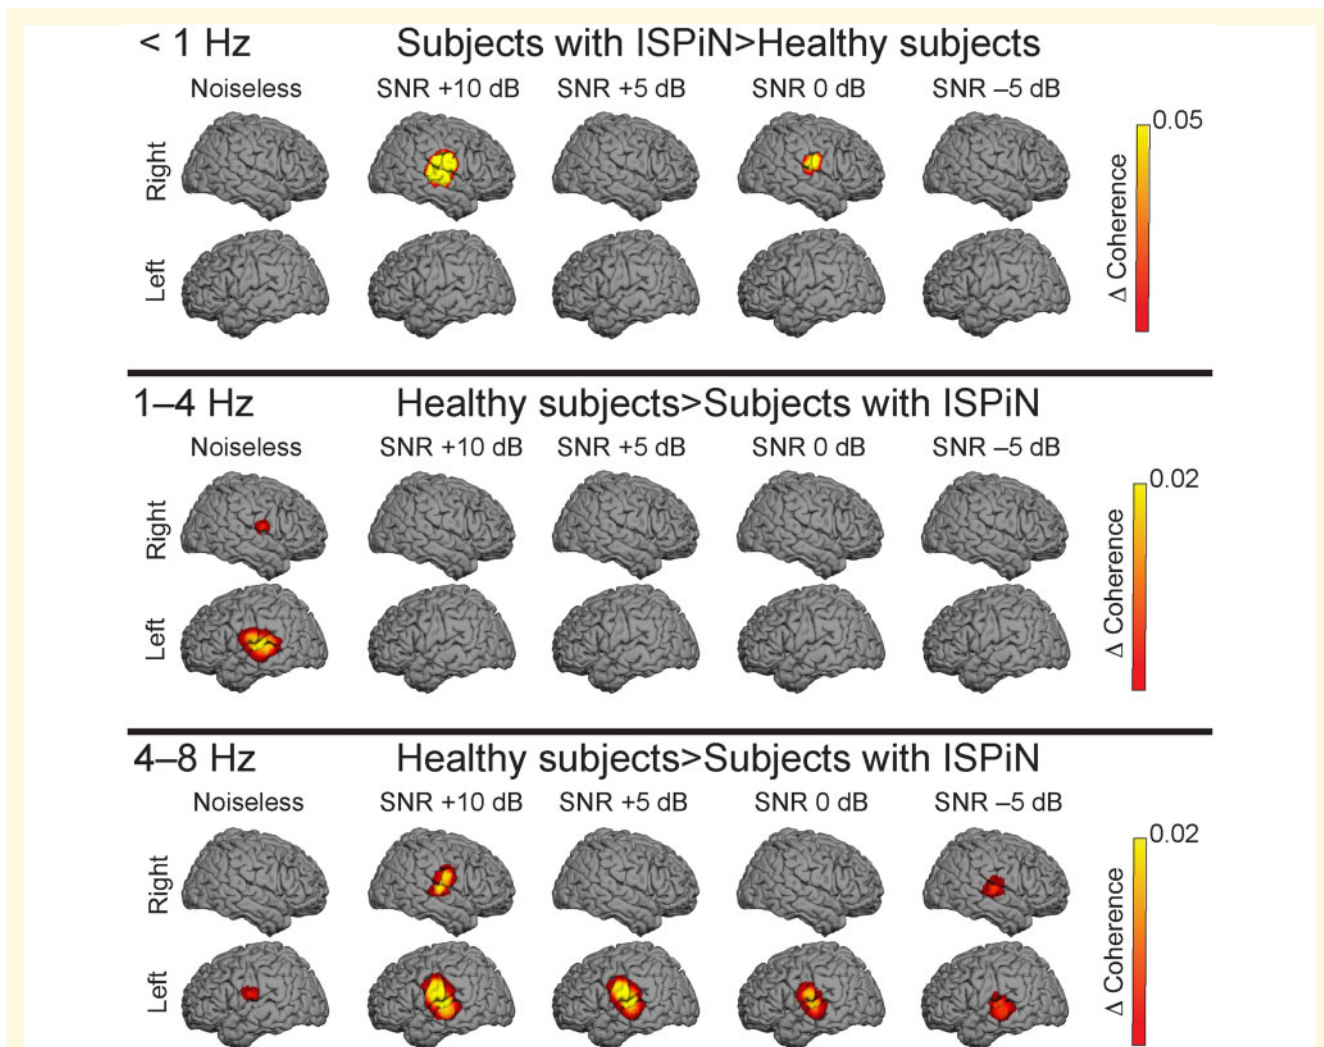 < 1 Hz Subjects with ISPiN>Healthy subjects
Noiseless SNR +10 dB SNR +5 dB SNR 0 dB SNR –5 dB
Right
Left
Δ Coherence
0.05
1–4 Hz Healthy subjects>Subjects with ISPiN
Noiseless SNR +10 dB SNR +5 dB SNR 0 dB SNR –5 dB
Right
Left
Δ Coherence
0.02
4–8 Hz Healthy subjects>Subjects with ISPiN
Noiseless SNR +10 dB SNR +5 dB SNR 0 dB SNR –5 dB
Right
Left
Δ Coherence
0.02